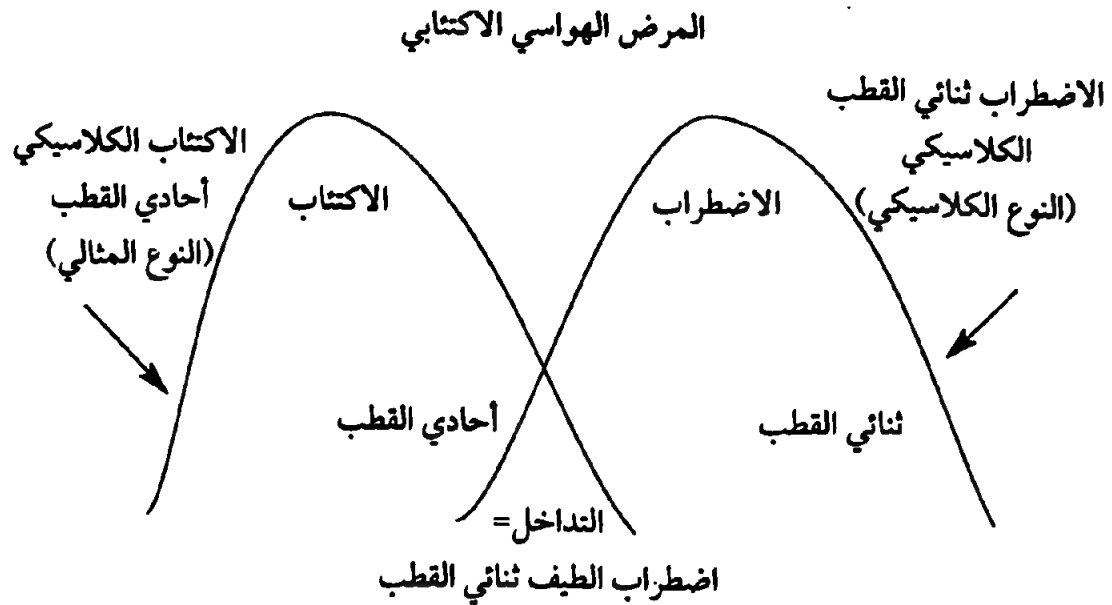 المرض الهواسي الاكتئابي
الاضطراب ثنائي القطب
الكلاسيكي
(النوع الكلاسيكي)
الاكتئاب الكلاسيكي
أحادي القطب
(النوع المثالي)
الاضطراب
الاكتئاب
ثنائي القطب
أحادي القطب
التداخل=
اضطراب الطيف ثنائي القطب